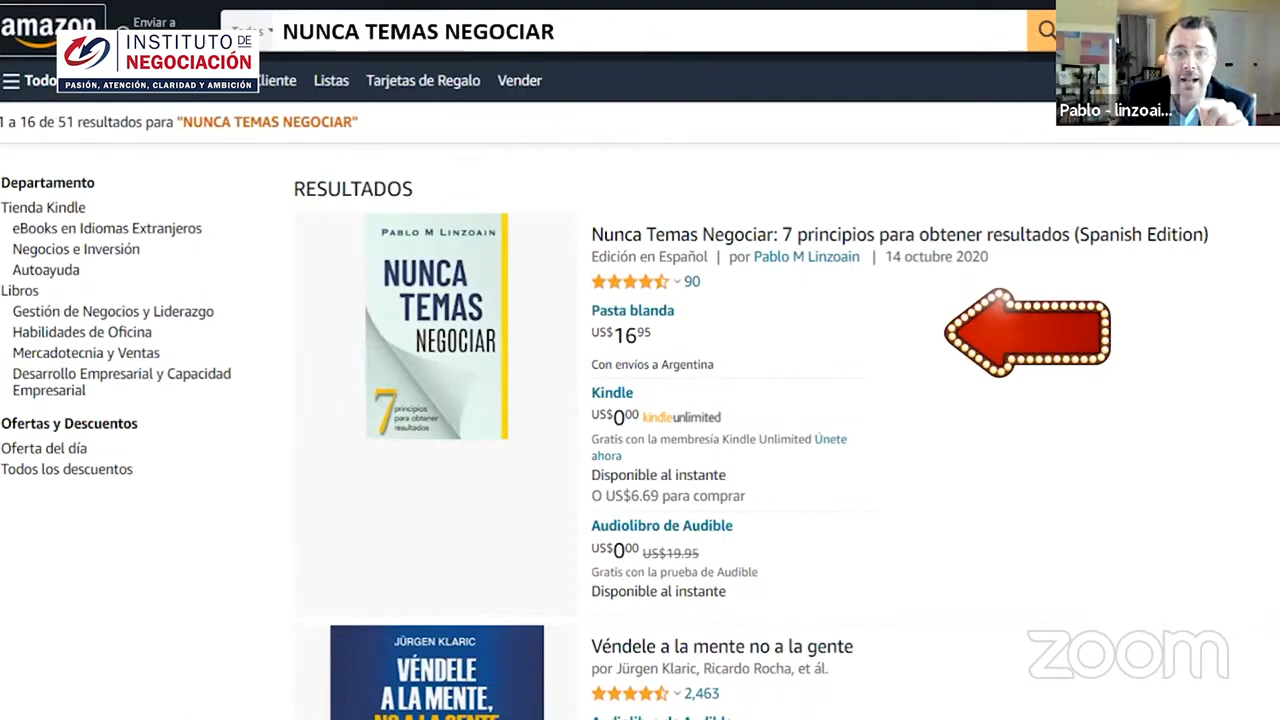 amazon
Enviar a
NUNCA TEMAS NEGOCIAR
INSTITUTO DE
NEGOCIACIÓN
PASIÓN, ATENCIÓN, CLARIDAD Y AMBICIÓN
Todo
Cliente
Listas
Tarjetas de Regalo
Vender
Pablo - linzoai...
1 a 16 de 51 resultados para "NUNCA TEMAS NEGOCIAR"
Departamento
Tienda Kindle
eBooks en Idiomas Extranjeros
Negocios e Inversión
Autoayuda
Libros
Gestión de Negocios y Liderazgo
Habilidades de Oficina
Mercadotecnia y Ventas
Desarrollo Empresarial y Capacidad
Empresarial
Ofertas y Descuentos
Oferta del día
Todos los descuentos
RESULTADOS
PABLO M LINZOAIN
NUNCA
TEMAS
NEGOCIAR
7 principios
para obtener
resultados
Nunca Temas Negociar: 7 principios para obtener resultados (Spanish Edition)
Edición en Español | por Pablo M Linzoain | 14 octubre 2020
90
Pasta blanda
US$16.95
Con envíos a Argentina
Kindle
US$0.00 kindleunlimited
Gratis con la membresía Kindle Unlimited Únete
ahora
Disponible al instante
O US$6.69 para comprar
Audiolibro de Audible
US$0.00 US$19.95
Gratis con la prueba de Audible
Disponible al instante
JÜRGEN KLARIC
VÉNDELE
A LA MENTE,
NO A LA GENTE
Véndele a la mente no a la gente
por Jürgen Klaric, Ricardo Rocha, et ál.
2,463
Audiolibro de Audible
zoom